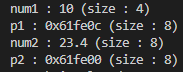 num1 : 10 (size : 4)
p1 : 0x61fe0c (size : 8)
num2 : 23.4 (size : 8)
p2 : 0x61fe00 (size : 8)